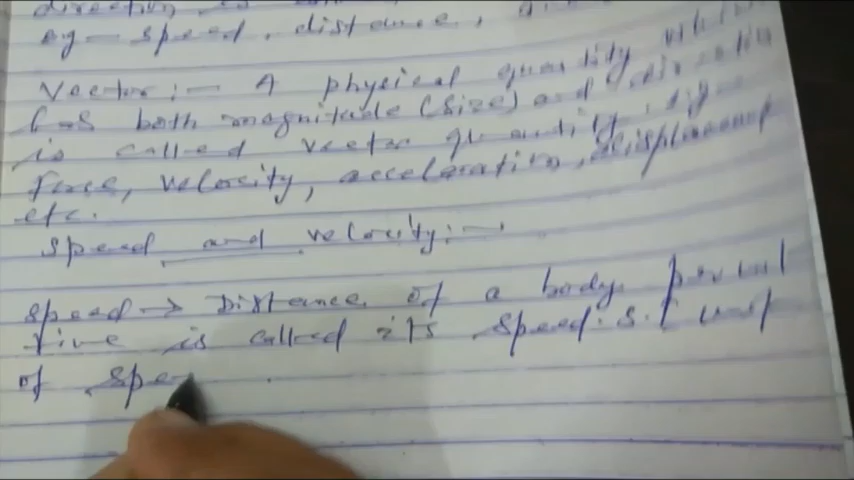 direction is
eg — speed, distance,
Vector :- A physical quantity which
has both magnitude (size) and direction
is called vector quantity. eg -
force, velocity, acceleration, displacement
etc.
Speed and velocity :-
Speed → Distance of a body per unit
time is called its speed. S.I unit
of spe